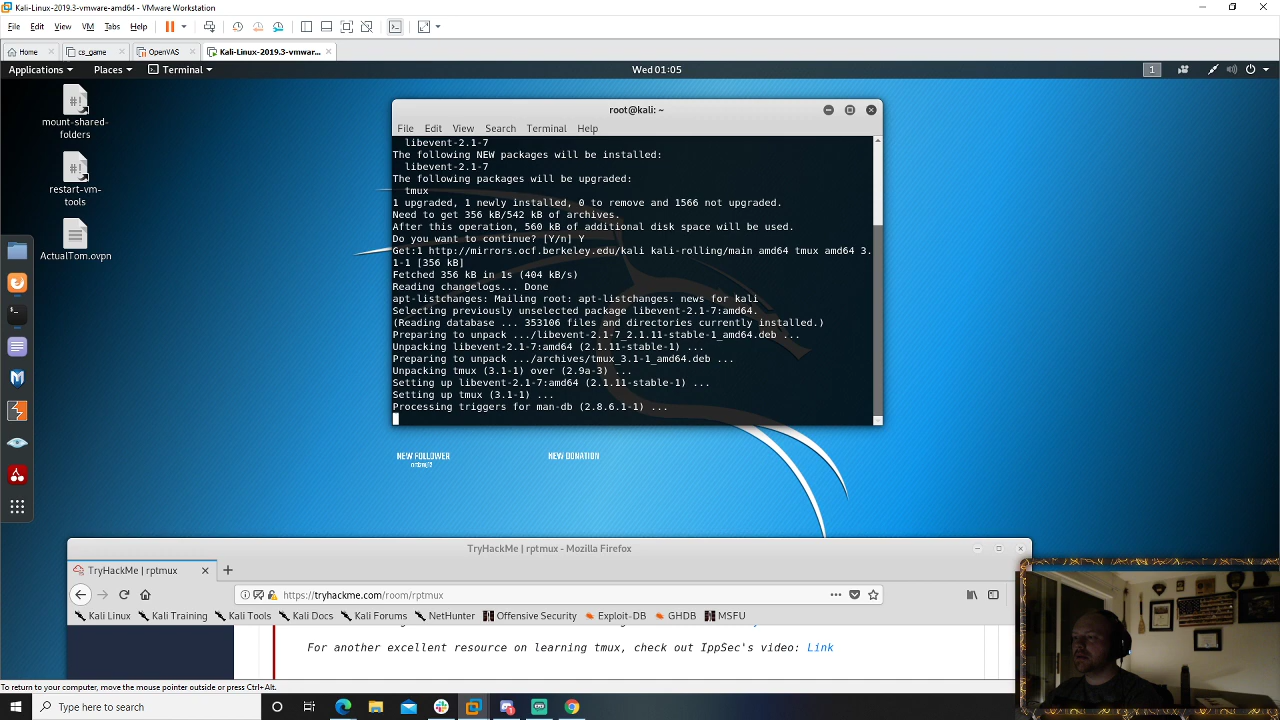 Kali-Linux-2019.3-vmware-amd64 - VMware Workstation
File Edit View VM Tabs Help
Home cs_game OpenVAS Kali-Linux-2019.3-vmwar...
Applications Places Terminal Wed 01:05 1
mount-shared-
folders
restart-vm-
tools
ActualTom.ovpn
root@kali: ~
File Edit View Search Terminal Help
libevent-2.1-7
The following NEW packages will be installed:
libevent-2.1-7
The following packages will be upgraded:
tmux
1 upgraded, 1 newly installed, 0 to remove and 1566 not upgraded.
Need to get 356 kB/542 kB of archives.
After this operation, 560 kB of additional disk space will be used.
Do you want to continue? [Y/n] Y
Get:1 http://mirrors.ocf.berkeley.edu/kali kali-rolling/main amd64 tmux amd64 3.
1-1 [356 kB]
Fetched 356 kB in 1s (404 kB/s)
Reading changelogs... Done
apt-listchanges: Mailing root: apt-listchanges: news for kali
Selecting previously unselected package libevent-2.1-7:amd64.
(Reading database ... 353106 files and directories currently installed.)
Preparing to unpack .../libevent-2.1-7_2.1.11-stable-1_amd64.deb ...
Unpacking libevent-2.1-7:amd64 (2.1.11-stable-1) ...
Preparing to unpack .../archives/tmux_3.1-1_amd64.deb ...
Unpacking tmux (3.1-1) over (2.9a-3) ...
Setting up libevent-2.1-7:amd64 (2.1.11-stable-1) ...
Setting up tmux (3.1-1) ...
Processing triggers for man-db (2.8.6.1-1) ...
NEW FOLLOWER NEW DONATION
TryHackMe | rptmux - Mozilla Firefox
TryHackMe | rptmux
https://tryhackme.com/room/rptmux
Kali Linux Kali Training Kali Tools Kali Docs Kali Forums NetHunter Offensive Security Exploit-DB GHDB MSFU
For another excellent resource on learning tmux, check out IppSec's video: Link
To return to your computer, move the mouse pointer outside or press Ctrl+Alt.
Type here to search